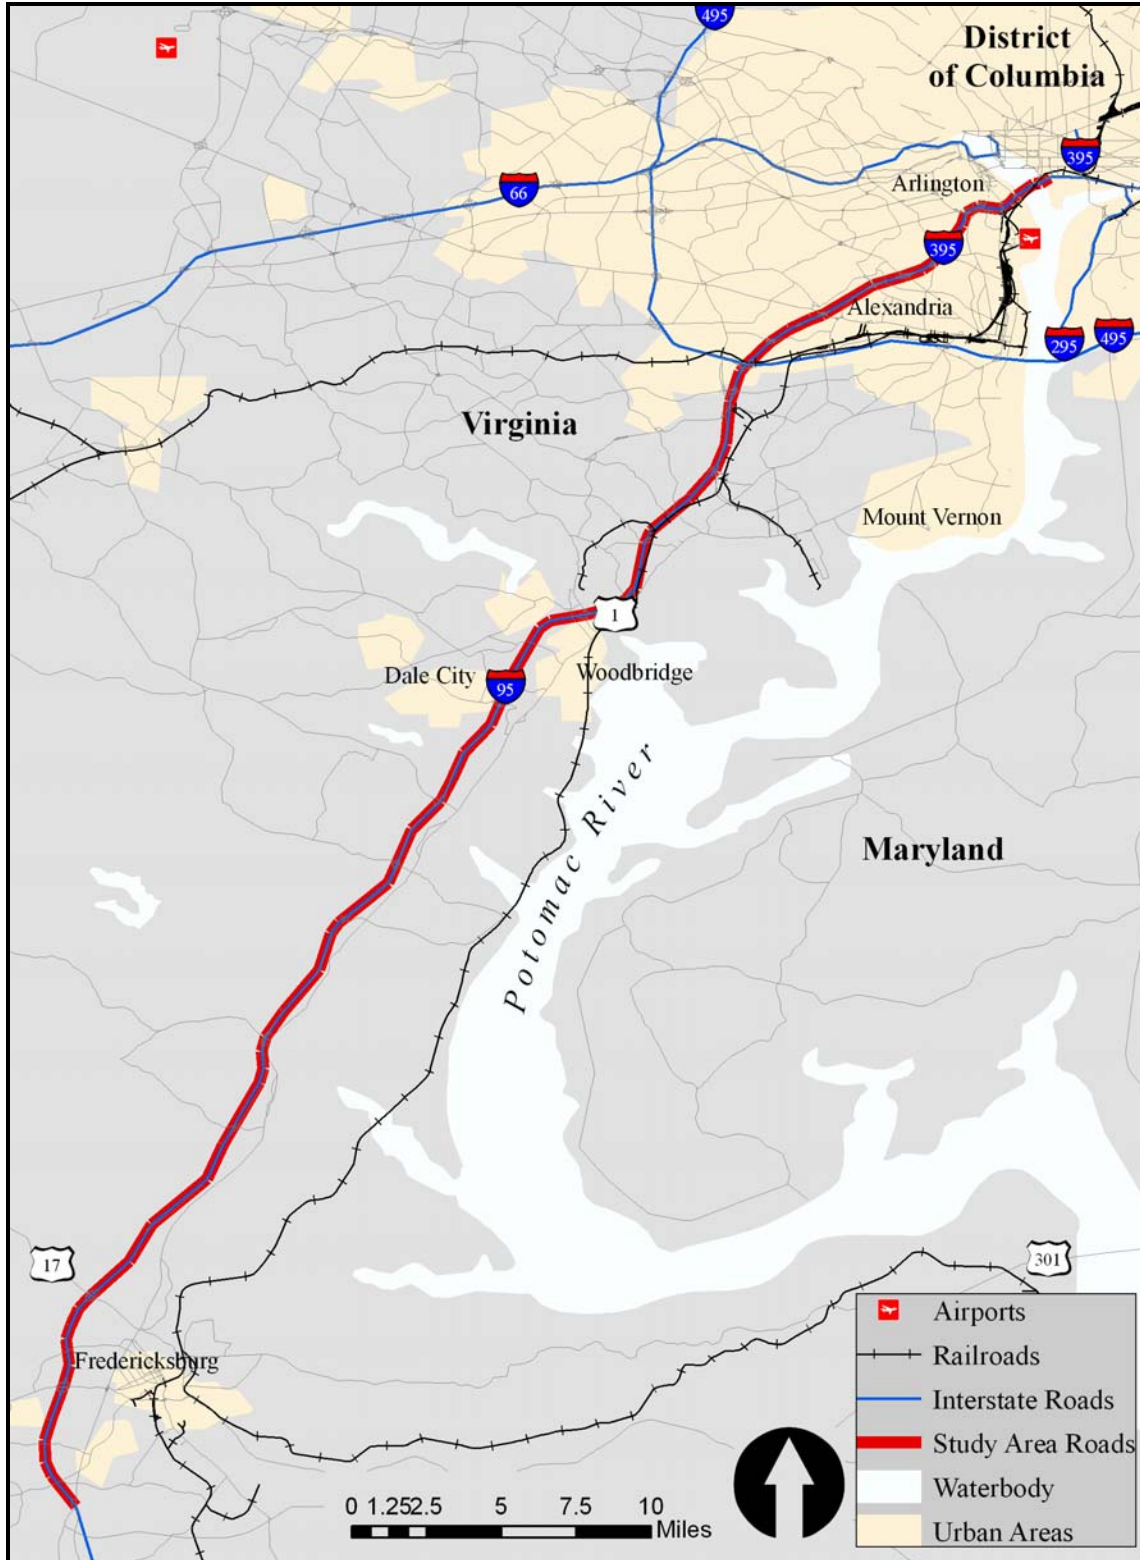 495
District
of Columbia
395
Arlington
66
395
Alexandria
295
495
Virginia
Mount Vernon
1
Dale City
Woodbridge
95
Potomac River
Maryland
17
301
Fredericksburg
Airports
Railroads
Interstate Roads
Study Area Roads
Waterbody
Urban Areas
0 1.25 2.5 5 7.5 10
Miles